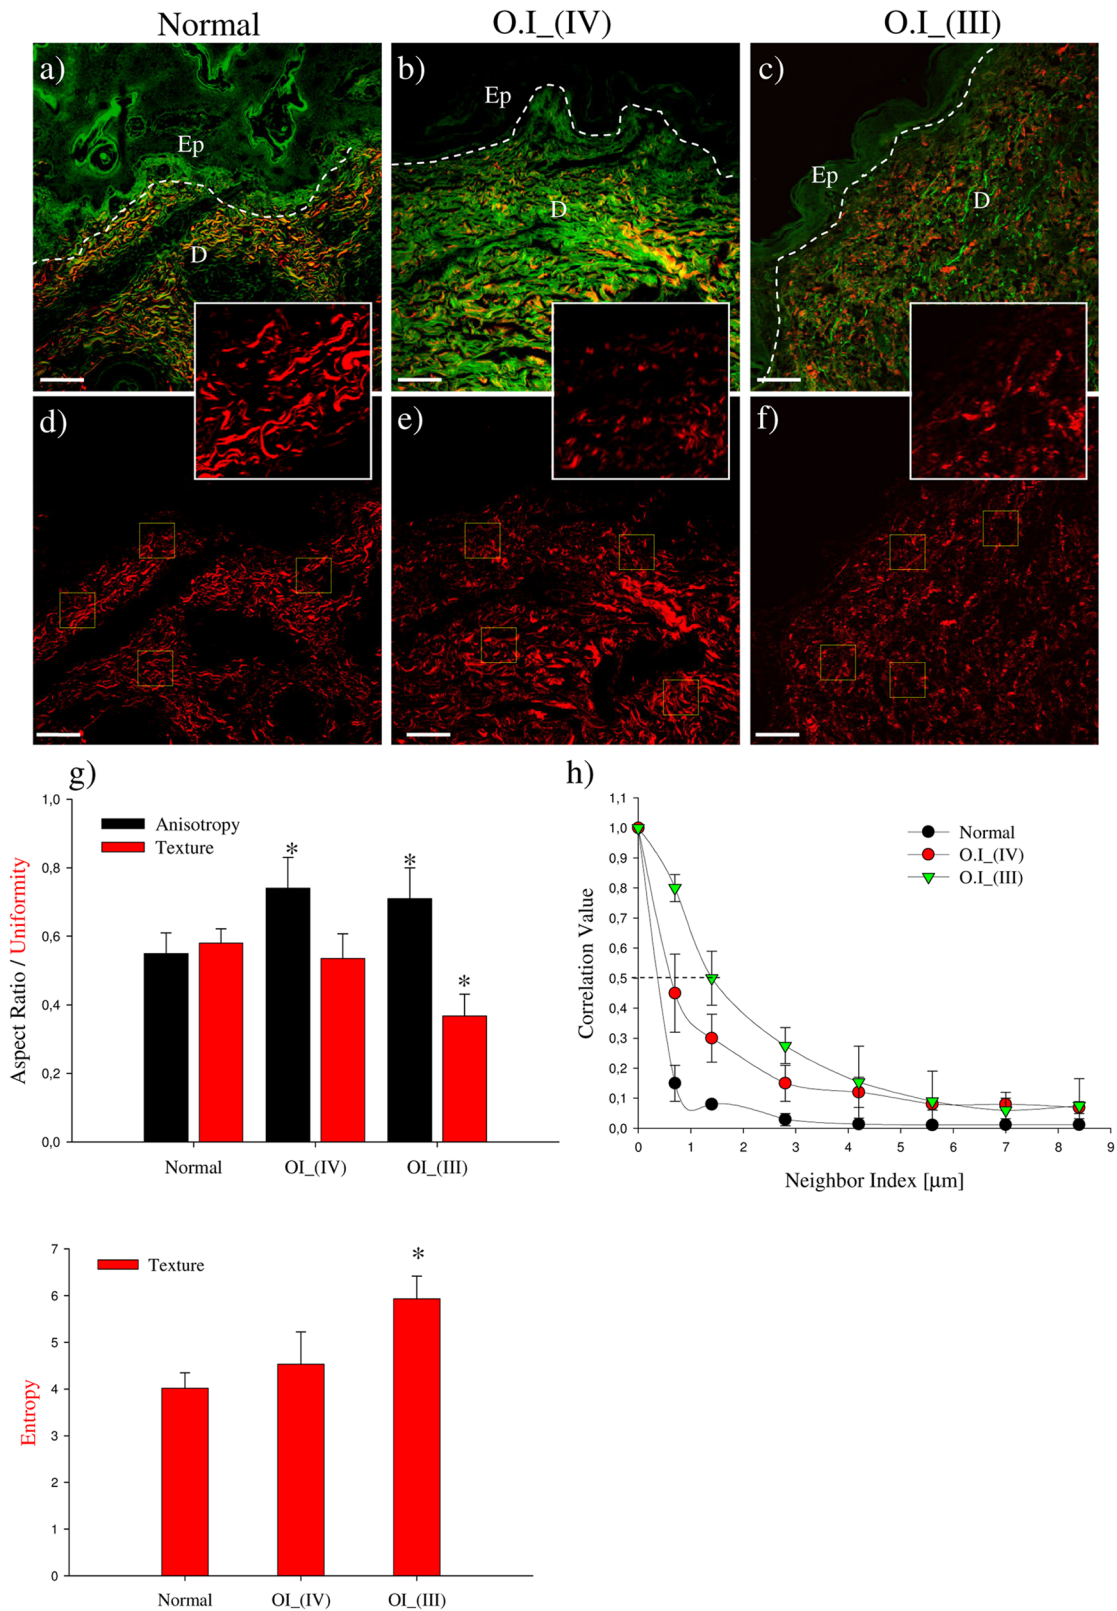 Normal
O.I_(IV)
O.I_(III)
a)
b)
c)
Ep
Ep
Ep
D
D
D
d)
e)
f)
g)
1,0
0,8
0,6
0,4
0,2
0,0
Aspect Ratio / Uniformity
Anisotropy
Texture
*
*
*
Normal
OI_(IV)
OI_(III)
h)
1,1
1,0
0,9
0,8
0,7
0,6
0,5
0,4
0,3
0,2
0,1
0,0
Correlation Value
Normal
O.I_(IV)
O.I_(III)
0 1 2 3 4 5 6 7 8 9
Neighbor Index [μm]
7
6
5
4
3
2
1
0
Entropy
Texture
*
Normal
OI_(IV)
OI_(III)